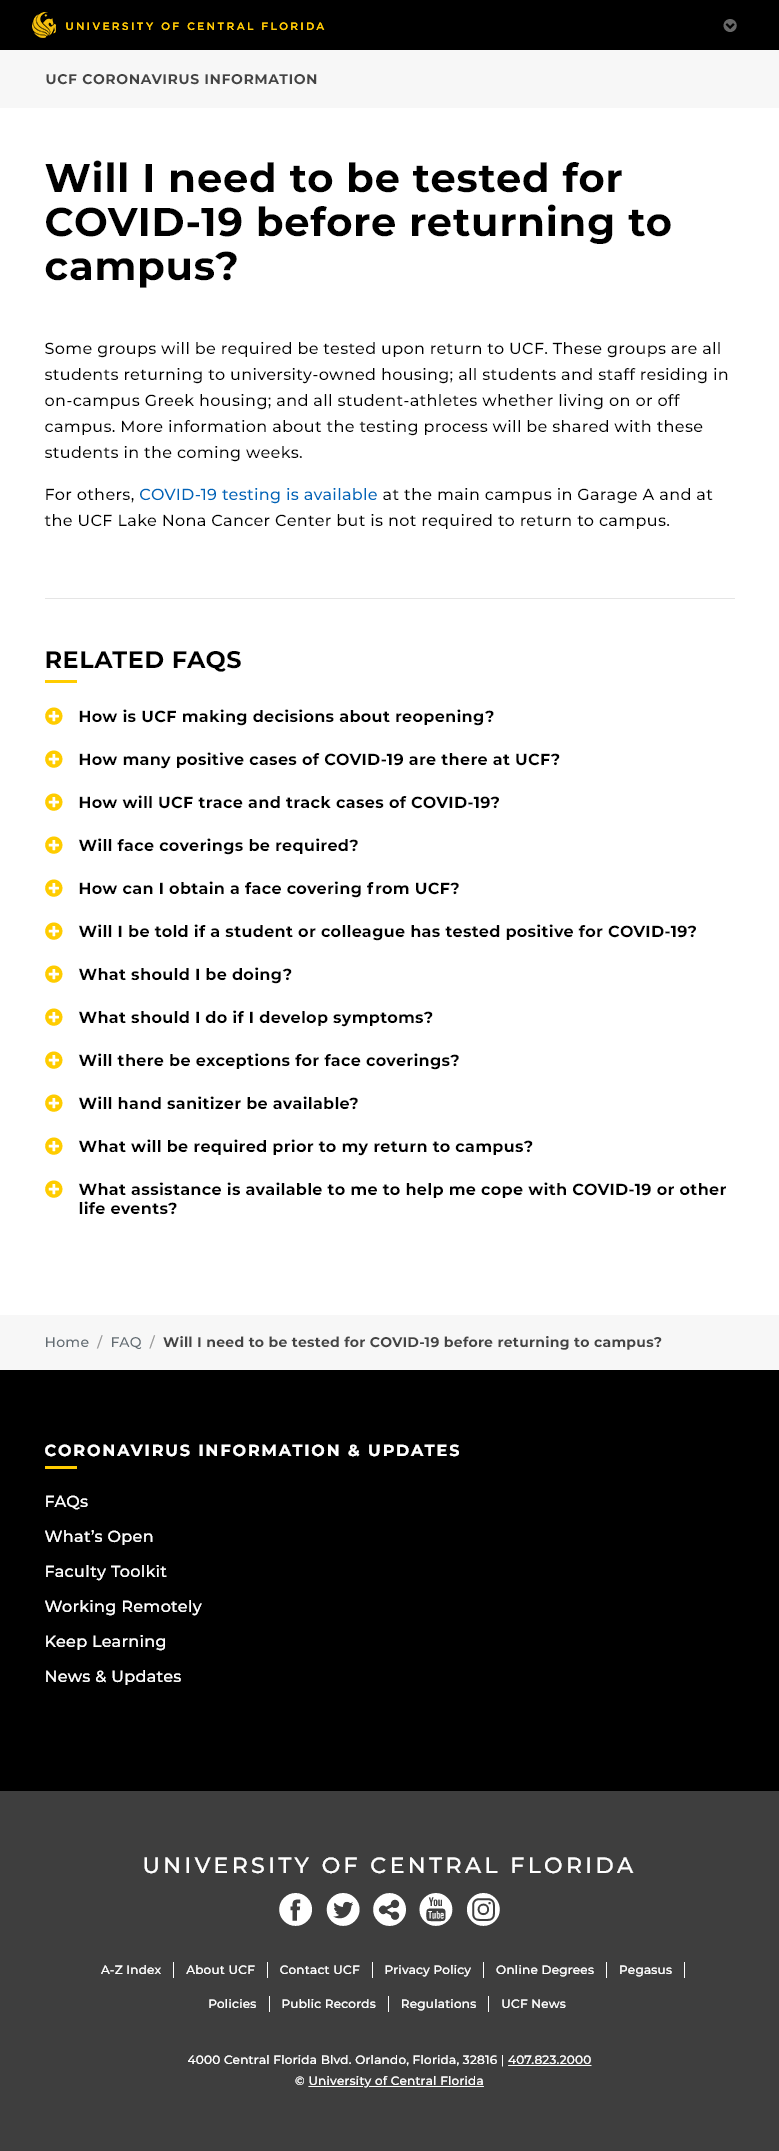 UNIVERSITY OF CENTRAL FLORIDA
UCF CORONAVIRUS INFORMATION
Will I need to be tested for
COVID-19 before returning to
campus?
Some groups will be required be tested upon return to UCF. These groups are all
students returning to university-owned housing; all students and staff residing in
on-campus Greek housing; and all student-athletes whether living on or off
campus. More information about the testing process will be shared with these
students in the coming weeks.
For others, COVID-19 testing is available at the main campus in Garage A and at
the UCF Lake Nona Cancer Center but is not required to return to campus.
RELATED FAQS
How is UCF making decisions about reopening?
How many positive cases of COVID-19 are there at UCF?
How will UCF trace and track cases of COVID-19?
Will face coverings be required?
How can I obtain a face covering from UCF?
Will I be told if a student or colleague has tested positive for COVID-19?
What should I be doing?
What should I do if I develop symptoms?
Will there be exceptions for face coverings?
Will hand sanitizer be available?
What will be required prior to my return to campus?
What assistance is available to me to help me cope with COVID-19 or other
life events?
Home / FAQ / Will I need to be tested for COVID-19 before returning to campus?
CORONAVIRUS INFORMATION & UPDATES
FAQs
What's Open
Faculty Toolkit
Working Remotely
Keep Learning
News & Updates
UNIVERSITY OF CENTRAL FLORIDA
You
Tube
A-Z Index | About UCF | Contact UCF | Privacy Policy | Online Degrees | Pegasus |
Policies | Public Records | Regulations | UCF News
4000 Central Florida Blvd. Orlando, Florida, 32816 | 407.823.2000
© University of Central Florida